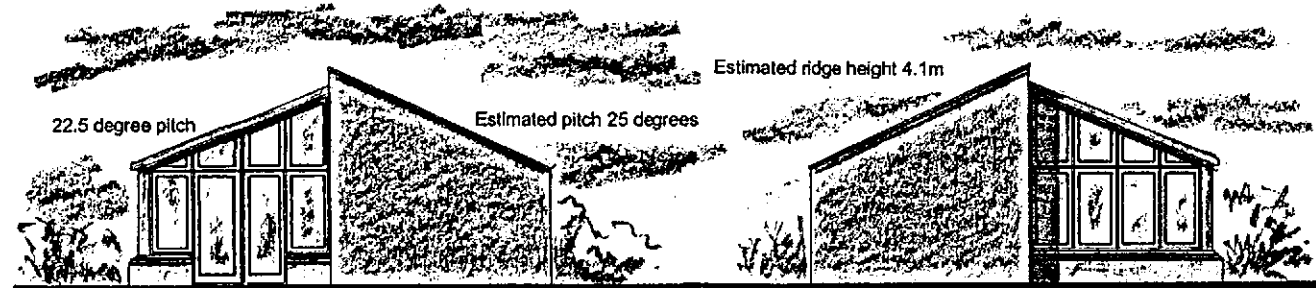 Estimated ridge height 4.1m
22.5 degree pitch
Estimated pitch 25 degrees